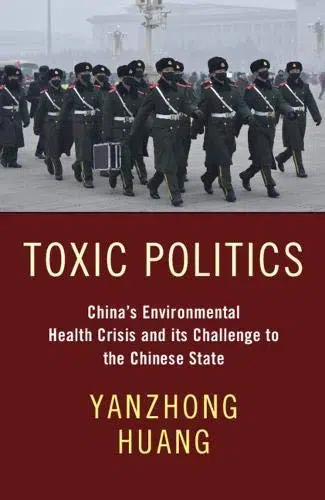 TOXIC POLITICS
China's Environmental
Health Crisis and its Challenge to
the Chinese State
YANZHONG
HUANG